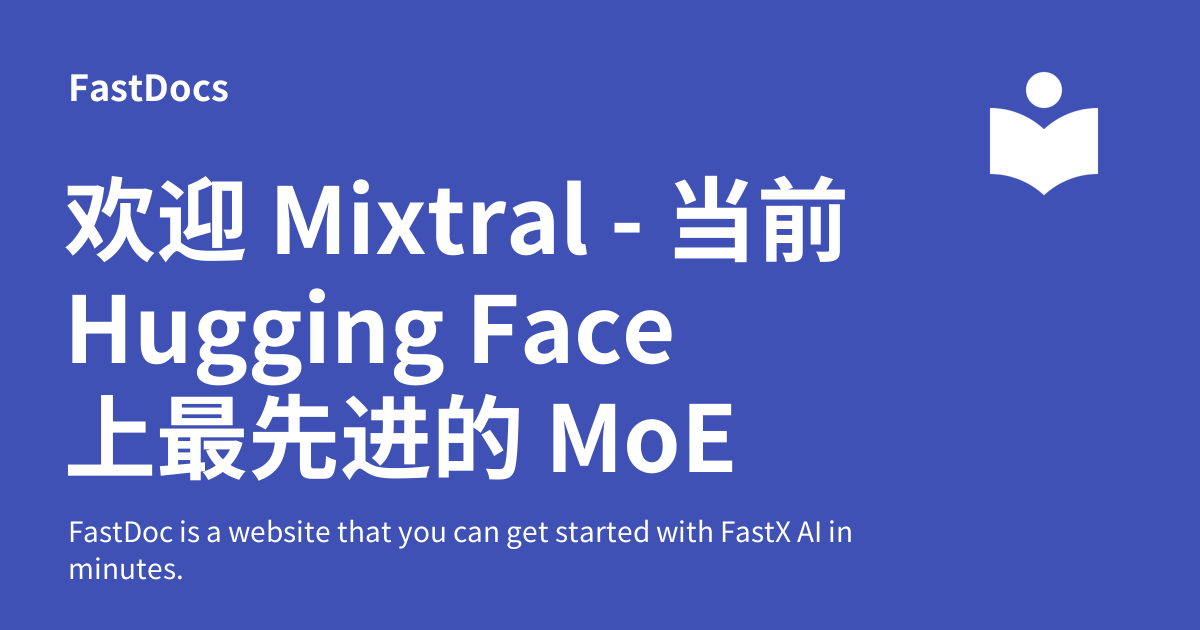 FastDocs
欢迎 Mixtral - 当前
Hugging Face
上最先进的 MoE
FastDoc is a website that you can get started with FastX AI in
minutes.